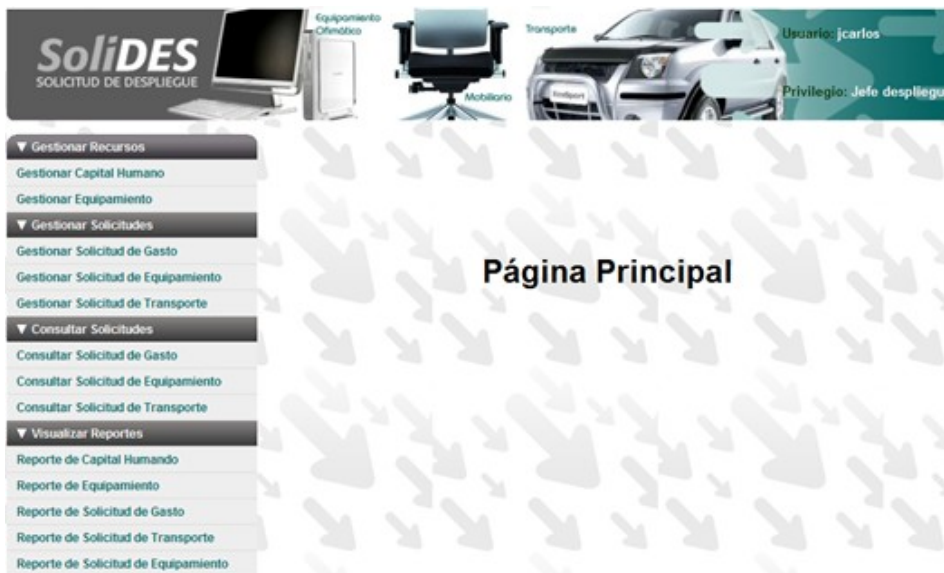 SoliDES
SOLICITUD DE DESPLIEGUE
Equipamiento
Ofimático
Mobiliario
Transporte
EcoSport
Usuario: jcarlos
Privilegio: Jefe despliegu
▼ Gestionar Recursos
Gestionar Capital Humano
Gestionar Equipamiento
▼ Gestionar Solicitudes
Gestionar Solicitud de Gasto
Gestionar Solicitud de Equipamiento
Gestionar Solicitud de Transporte
▼ Consultar Solicitudes
Consultar Solicitud de Gasto
Consultar Solicitud de Equipamiento
Consultar Solicitud de Transporte
▼ Visualizar Reportes
Reporte de Capital Humando
Reporte de Equipamiento
Reporte de Solicitud de Gasto
Reporte de Solicitud de Transporte
Reporte de Solicitud de Equipamiento
Página Principal